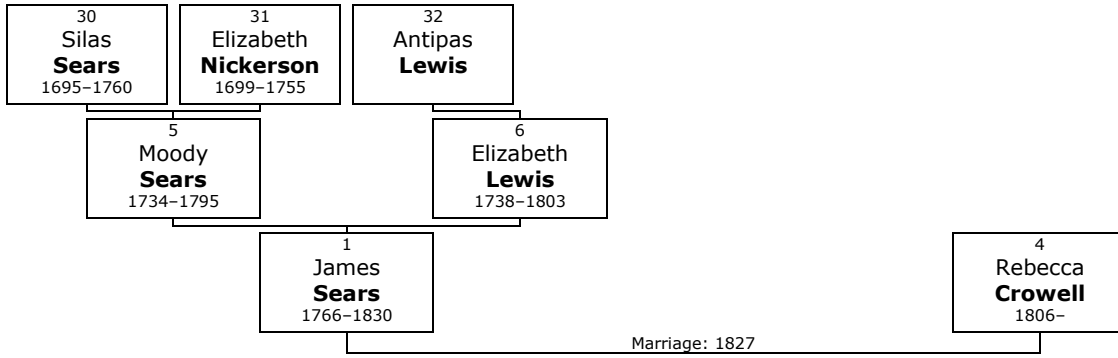 30
Silas
Sears
1695–1760
31
Elizabeth
Nickerson
1699–1755
32
Antipas
Lewis
5
Moody
Sears
1734–1795
6
Elizabeth
Lewis
1738–1803
1
James
Sears
1766–1830
4
Rebecca
Crowell
1806–
Marriage: 1827